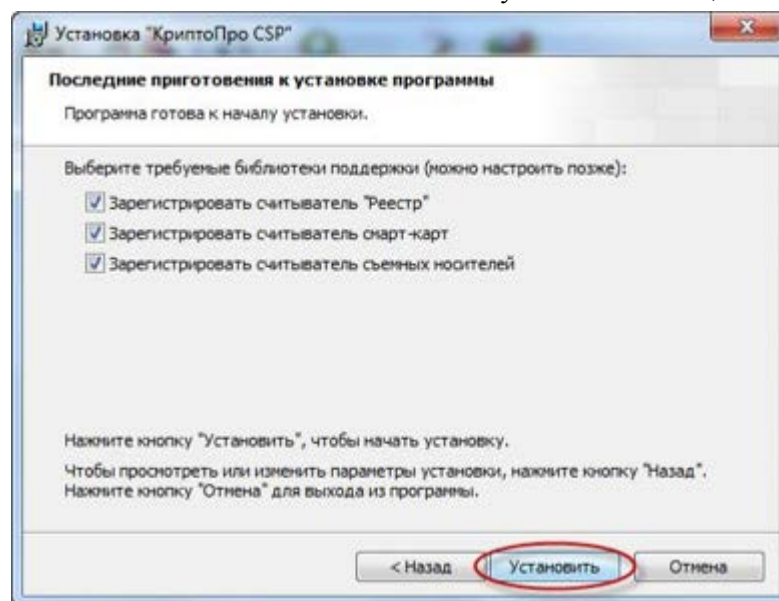 Установка "КриптоПро CSP"
Последние приготовения к установке программы
Программа готова к началу установки.
Выберите требуемые библиотеки поддержки (можно настроить позже):
Зарегистрировать считыватель "Реестр"
Зарегистрировать считыватель смарт-карт
Зарегистрировать считыватель съемных носителей
Нажмите кнопку "Установить", чтобы начать установку.
Чтобы просмотреть или изменить параметры установки, нажмите кнопку "Назад".
Нажмите кнопку "Отмена" для выхода из программы.
< Назад Установить Отмена